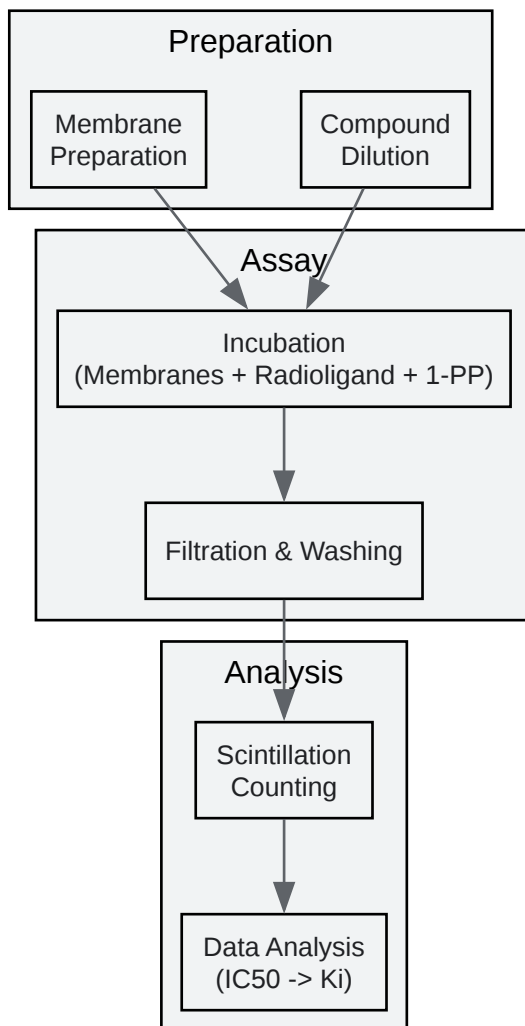 Preparation
Membrane
Preparation
Compound
Dilution
Assay
Incubation
(Membranes + Radioligand + 1-PP)
Filtration & Washing
Analysis
Scintillation
Counting
Data Analysis
(IC50 -> Ki)